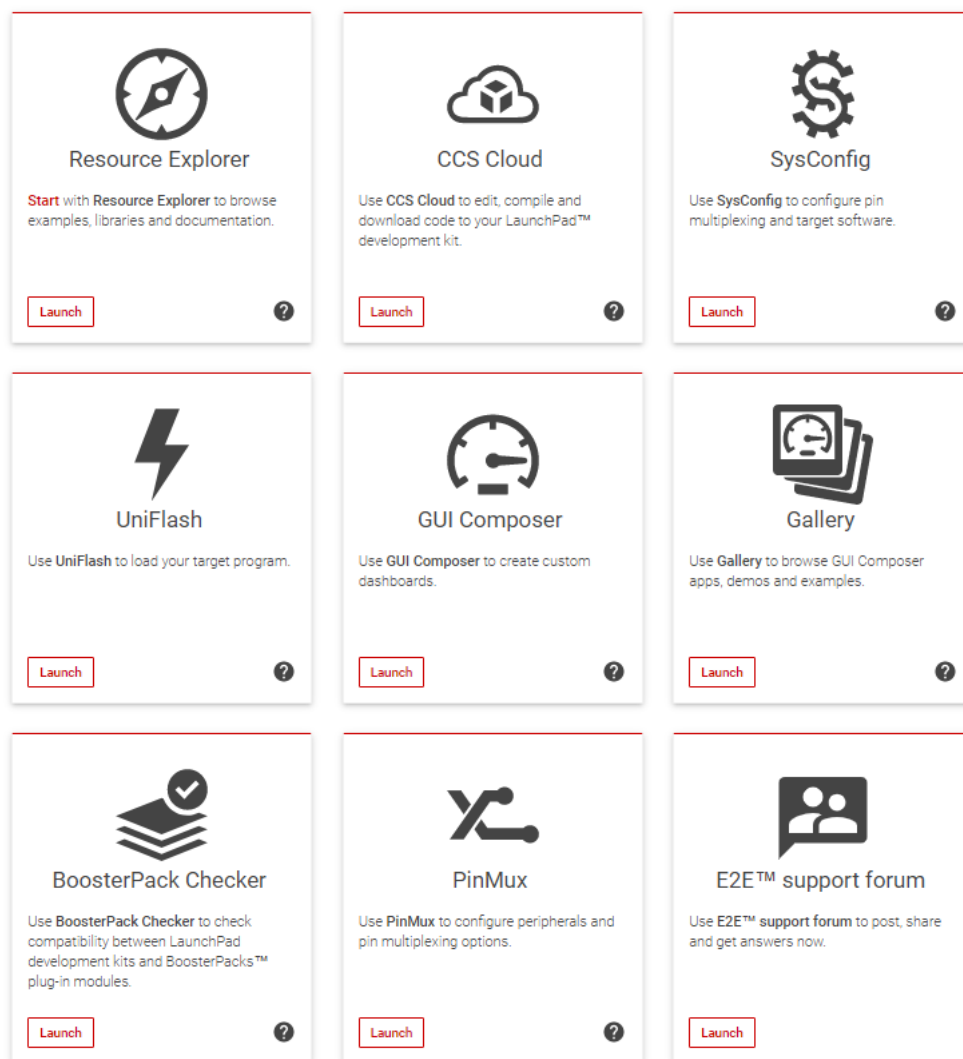 Resource Explorer
Start with Resource Explorer to browse
examples, libraries and documentation.
Launch
?
CCS Cloud
Use CCS Cloud to edit, compile and
download code to your LaunchPad™
development kit.
Launch
?
SysConfig
Use SysConfig to configure pin
multiplexing and target software.
Launch
?
UniFlash
Use UniFlash to load your target program.
Launch
?
GUI Composer
Use GUI Composer to create custom
dashboards.
Launch
?
Gallery
Use Gallery to browse GUI Composer
apps, demos and examples.
Launch
?
BoosterPack Checker
Use BoosterPack Checker to check
compatibility between LaunchPad
development kits and BoosterPacks™
plug-in modules.
Launch
?
PinMux
Use PinMux to configure peripherals and
pin multiplexing options.
Launch
?
E2E™ support forum
Use E2E™ support forum to post, share
and get answers now.
Launch